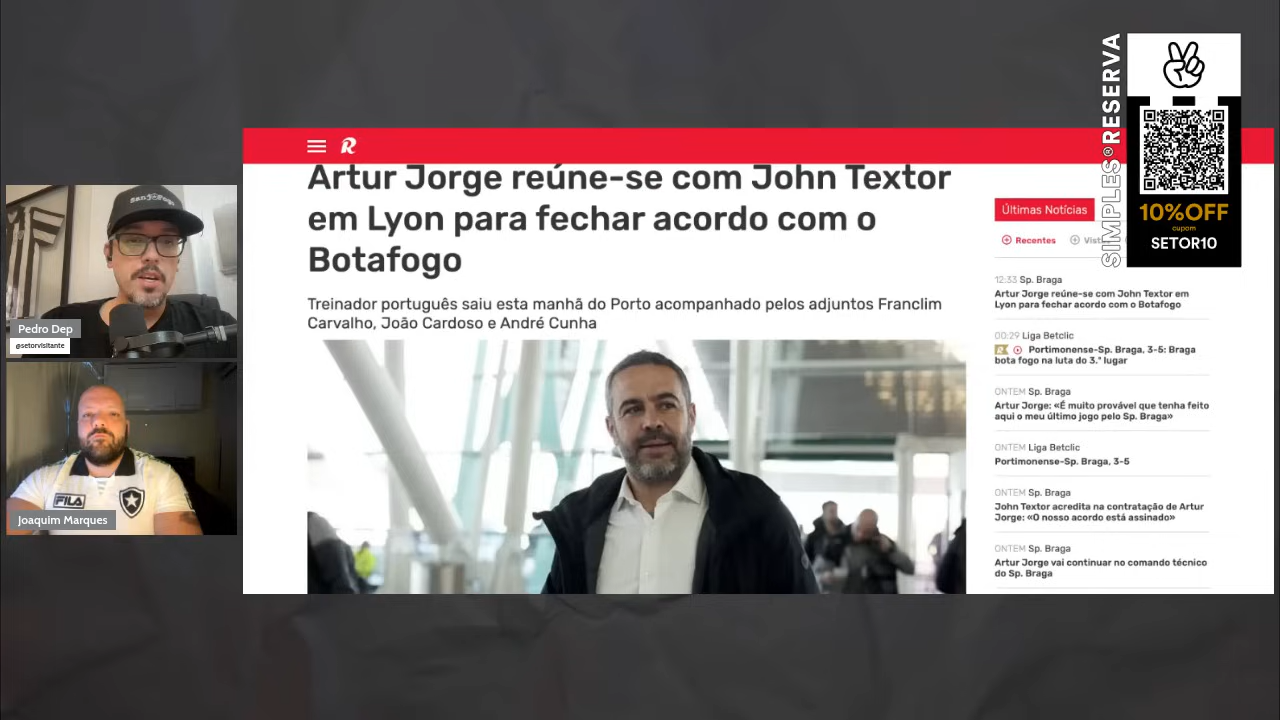 R
Artur Jorge reúne-se com John Textor
em Lyon para fechar acordo com o
Botafogo
Treinador português saiu esta manhã do Porto acompanhado pelos adjuntos Franclim
Carvalho, João Cardoso e André Cunha
Últimas Notícias
Recentes
12:33 Sp. Braga
Artur Jorge reúne-se com John Textor em
Lyon para fechar acordo com o Botafogo
00:29 Liga Betclic
R Portimonense-Sp. Braga, 3-5: Braga
bota fogo na luta do 3.º lugar
ONTEM Sp. Braga
Artur Jorge: «É muito provável que tenha feito
aqui o meu último jogo pelo Sp. Braga»
ONTEM Liga Betclic
Portimonense-Sp. Braga, 3-5
ONTEM Sp. Braga
John Textor acredita na contratação de Artur
Jorge: «O nosso acordo está assinado»
ONTEM Sp. Braga
Artur Jorge vai continuar no comando técnico
do Sp. Braga
SIMPLES® RESERVA
10%OFF
cupom
SETOR10
Pedro Dep
@setorvisitante
FILA
Joaquim Marques